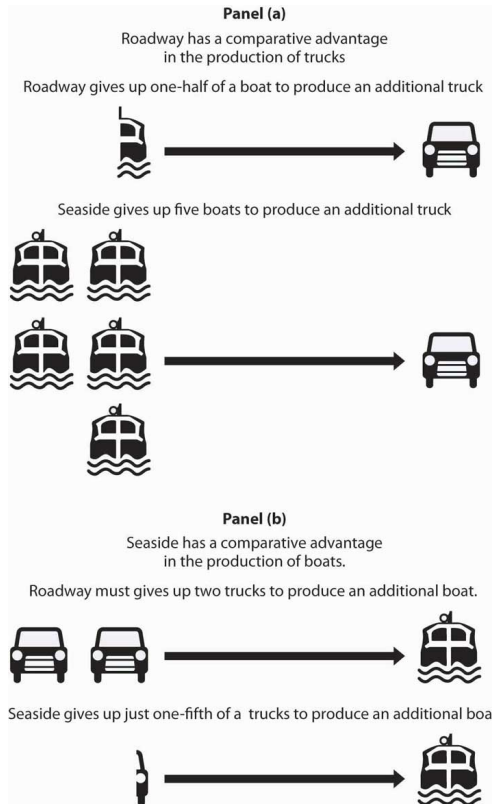 Panel (a)
Roadway has a comparative advantage
in the production of trucks
Roadway gives up one-half of a boat to produce an additional truck
Seaside gives up five boats to produce an additional truck
Panel (b)
Seaside has a comparative advantage
in the production of boats.
Roadway must gives up two trucks to produce an additional boat.
Seaside gives up just one-fifth of a  trucks to produce an additional boa